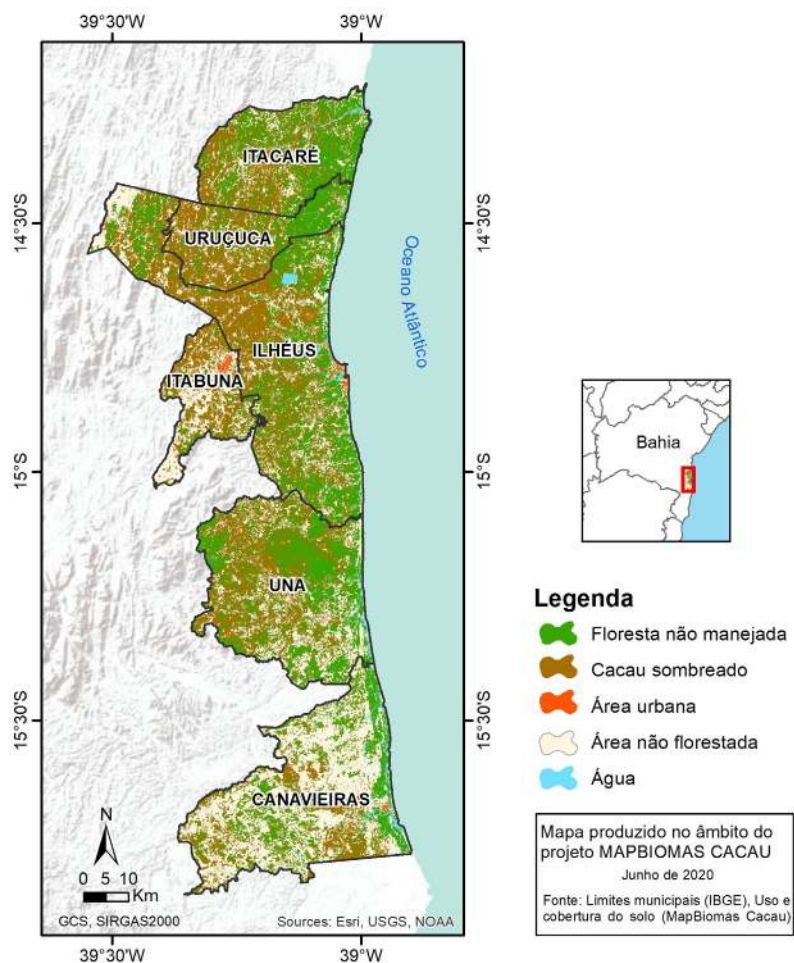 39°30'W
39°W
ITACARÉ
14°30'S
14°30'S
URUÇUCA
Oceano Atlântico
ILHÉUS
ITABUNA
Bahia
15°S
15°S
UNA
Legenda
Floresta não manejada
Cacau sombreado
Área urbana
15°30'S
15°30'S
Área não florestada
Água
CANAVIEIRAS
N
0 5 10
Km
GCS, SIRGAS2000
Sources: Esri, USGS, NOAA
Mapa produzido no âmbito do
projeto MAPBIOMAS CACAU
Junho de 2020
Fonte: Limites municipais (IBGE), Uso e
cobertura do solo (MapBiomas Cacau)
39°30'W
39°W